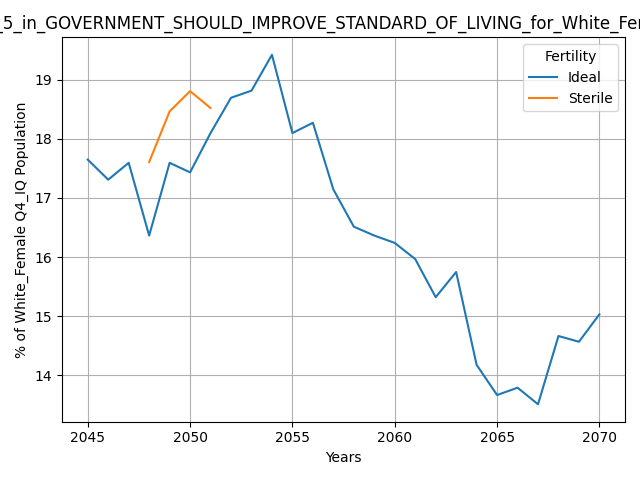 _5_in_GOVERNMENT_SHOULD_IMPROVE_STANDARD_OF_LIVING_for_White_Fem
Fertility
Ideal
Sterile
% of White_Female Q4_IQ Population
19
18
17
16
15
14
2045
2050
2055
2060
2065
2070
Years